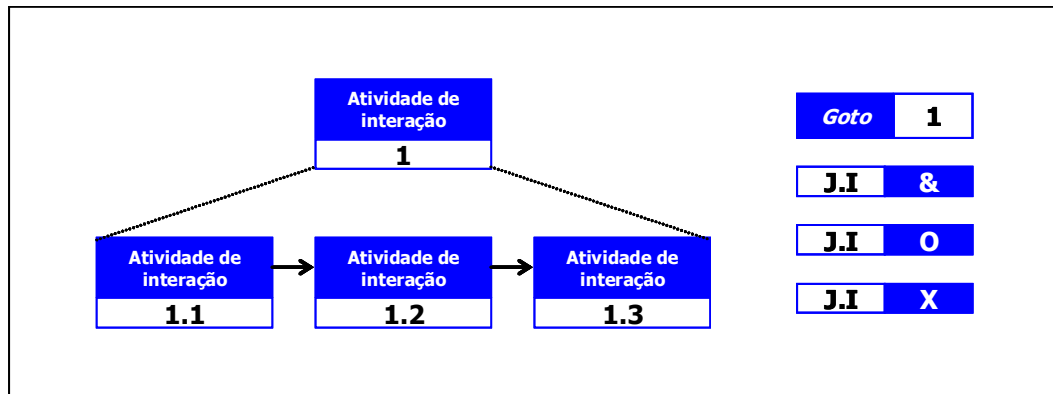 Atividade de
interação
1
Goto 1
J.I &
J.I O
J.I X
Atividade de
interação
1.1
Atividade de
interação
1.2
Atividade de
interação
1.3